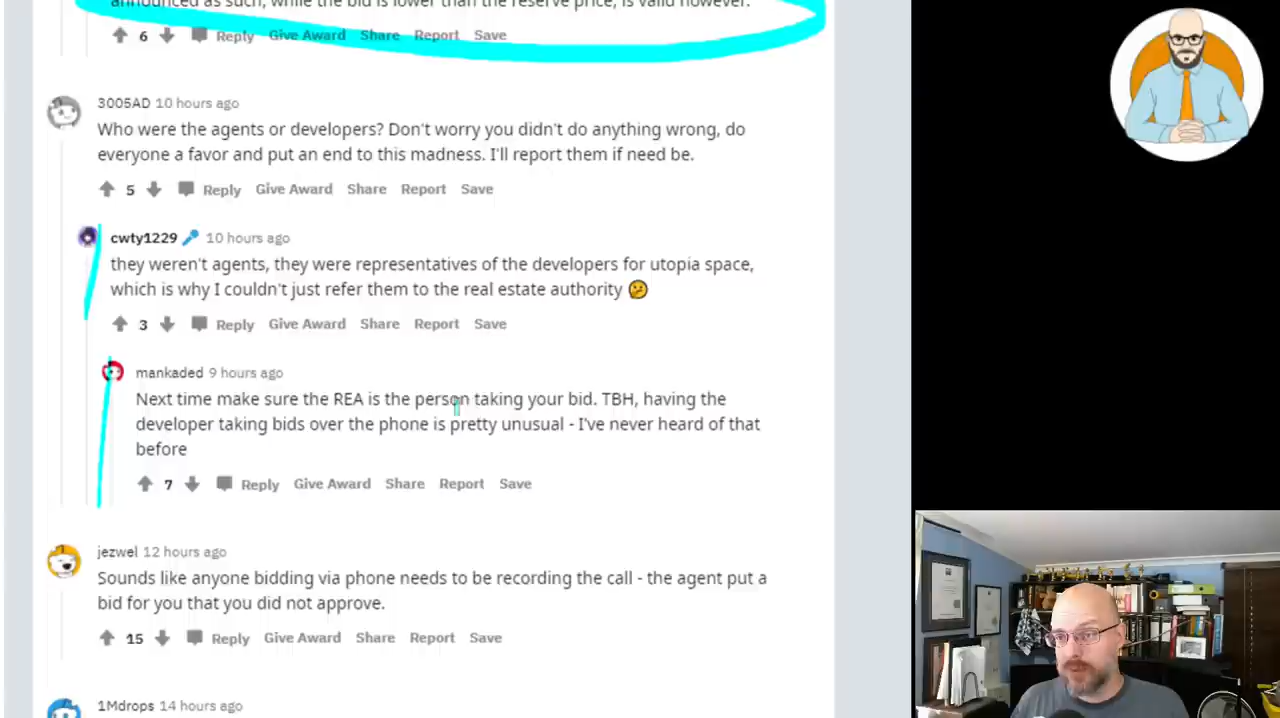 announced as such, while the bid is lower than the reserve price, is valid however.
6 Reply Give Award Share Report Save
3005AD 10 hours ago
Who were the agents or developers? Don't worry you didn't do anything wrong, do
everyone a favor and put an end to this madness. I'll report them if need be.
5 Reply Give Award Share Report Save
cwty1229 10 hours ago
they weren't agents, they were representatives of the developers for utopia space,
which is why I couldn't just refer them to the real estate authority 🤔
3 Reply Give Award Share Report Save
mankaded 9 hours ago
Next time make sure the REA is the person taking your bid. TBH, having the
developer taking bids over the phone is pretty unusual - I've never heard of that
before
7 Reply Give Award Share Report Save
jezwel 12 hours ago
Sounds like anyone bidding via phone needs to be recording the call - the agent put a
bid for you that you did not approve.
15 Reply Give Award Share Report Save
1Mdrops 14 hours ago